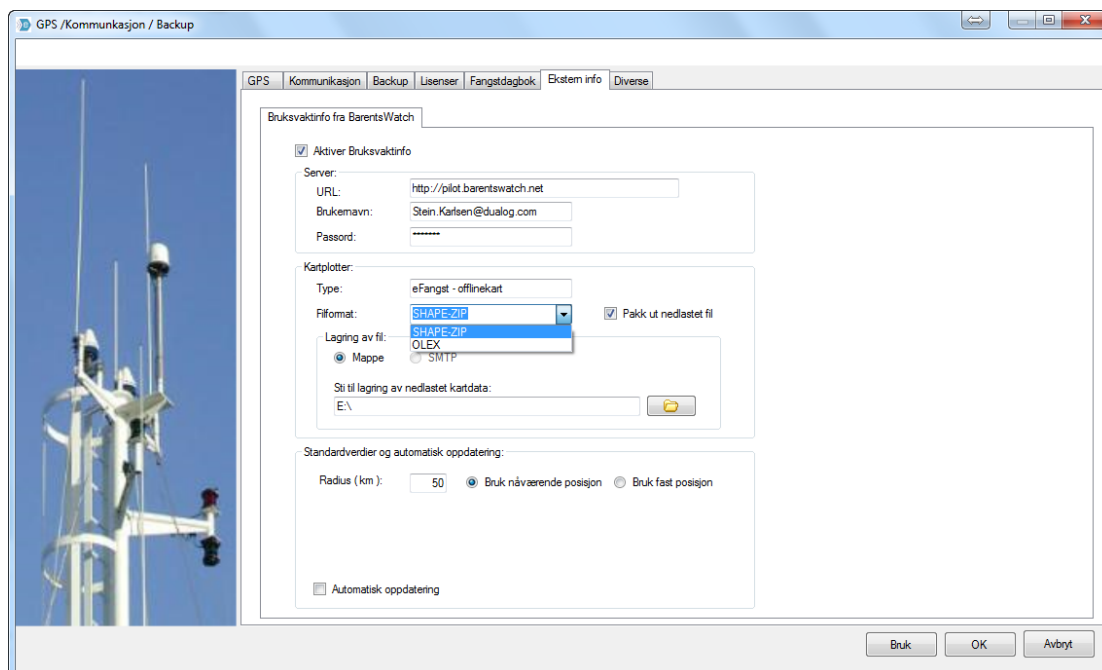 GPS /Kommunkasjon / Backup
GPS Kommunikasjon Backup Lisenser Fangstdagbok Ekstern info Diverse
Bruksvaktinfo fra BarentsWatch
Aktiver Bruksvaktinfo
Server:
URL: http://pilot.barentswatch.net
Brukernavn: Stein.Karlsen@dualog.com
Passord: *******
Kartplotter:
Type: eFangst - offlinekart
Filformat: SHAPE-ZIP Pakk ut nedlastet fil
SHAPE-ZIP
OLEX
Lagring av fil:
Mappe SMTP
Sti til lagring av nedlastet kartdata:
E:\
Standardverdier og automatisk oppdatering:
Radius ( km ): 50 Bruk nåværende posisjon Bruk fast posisjon
Automatisk oppdatering
Bruk OK Avbryt